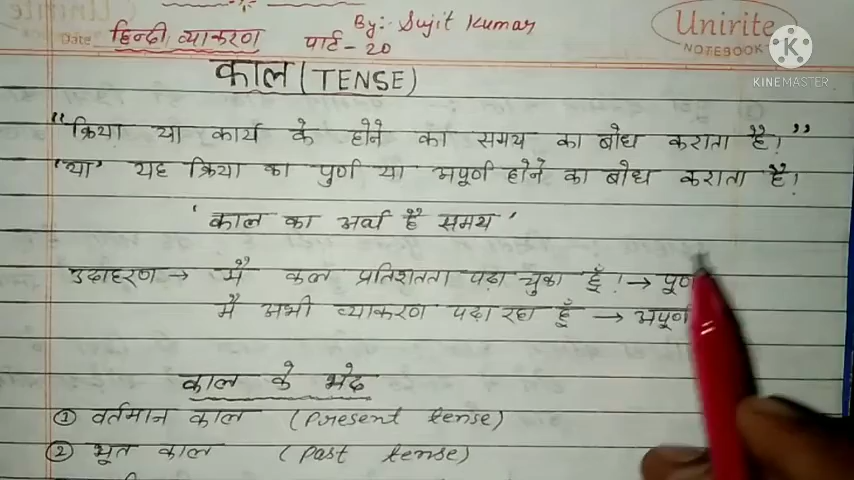 By:- Sujit Kumar
Unirite
NOTEBOOK
Date हिन्दी व्याकरण पार्ट-20
KINEMASTER
काल (TENSE)
"क्रिया या कार्य के होने का समय का बोध कराता है।"
'या' यह क्रिया का पुर्ण या अपूर्ण होने का बोध कराता है।
'काल का अर्थ है समय'
उदाहरण → मैं कल प्रतिशतता पढ़ा चुका हूँ। → पूर्ण
मैं अभी व्याकरण पढ़ा रहा हूँ → अपूर्ण
काल के भेद
① वर्तमान काल (Present tense)
② भूत काल (Past tense)